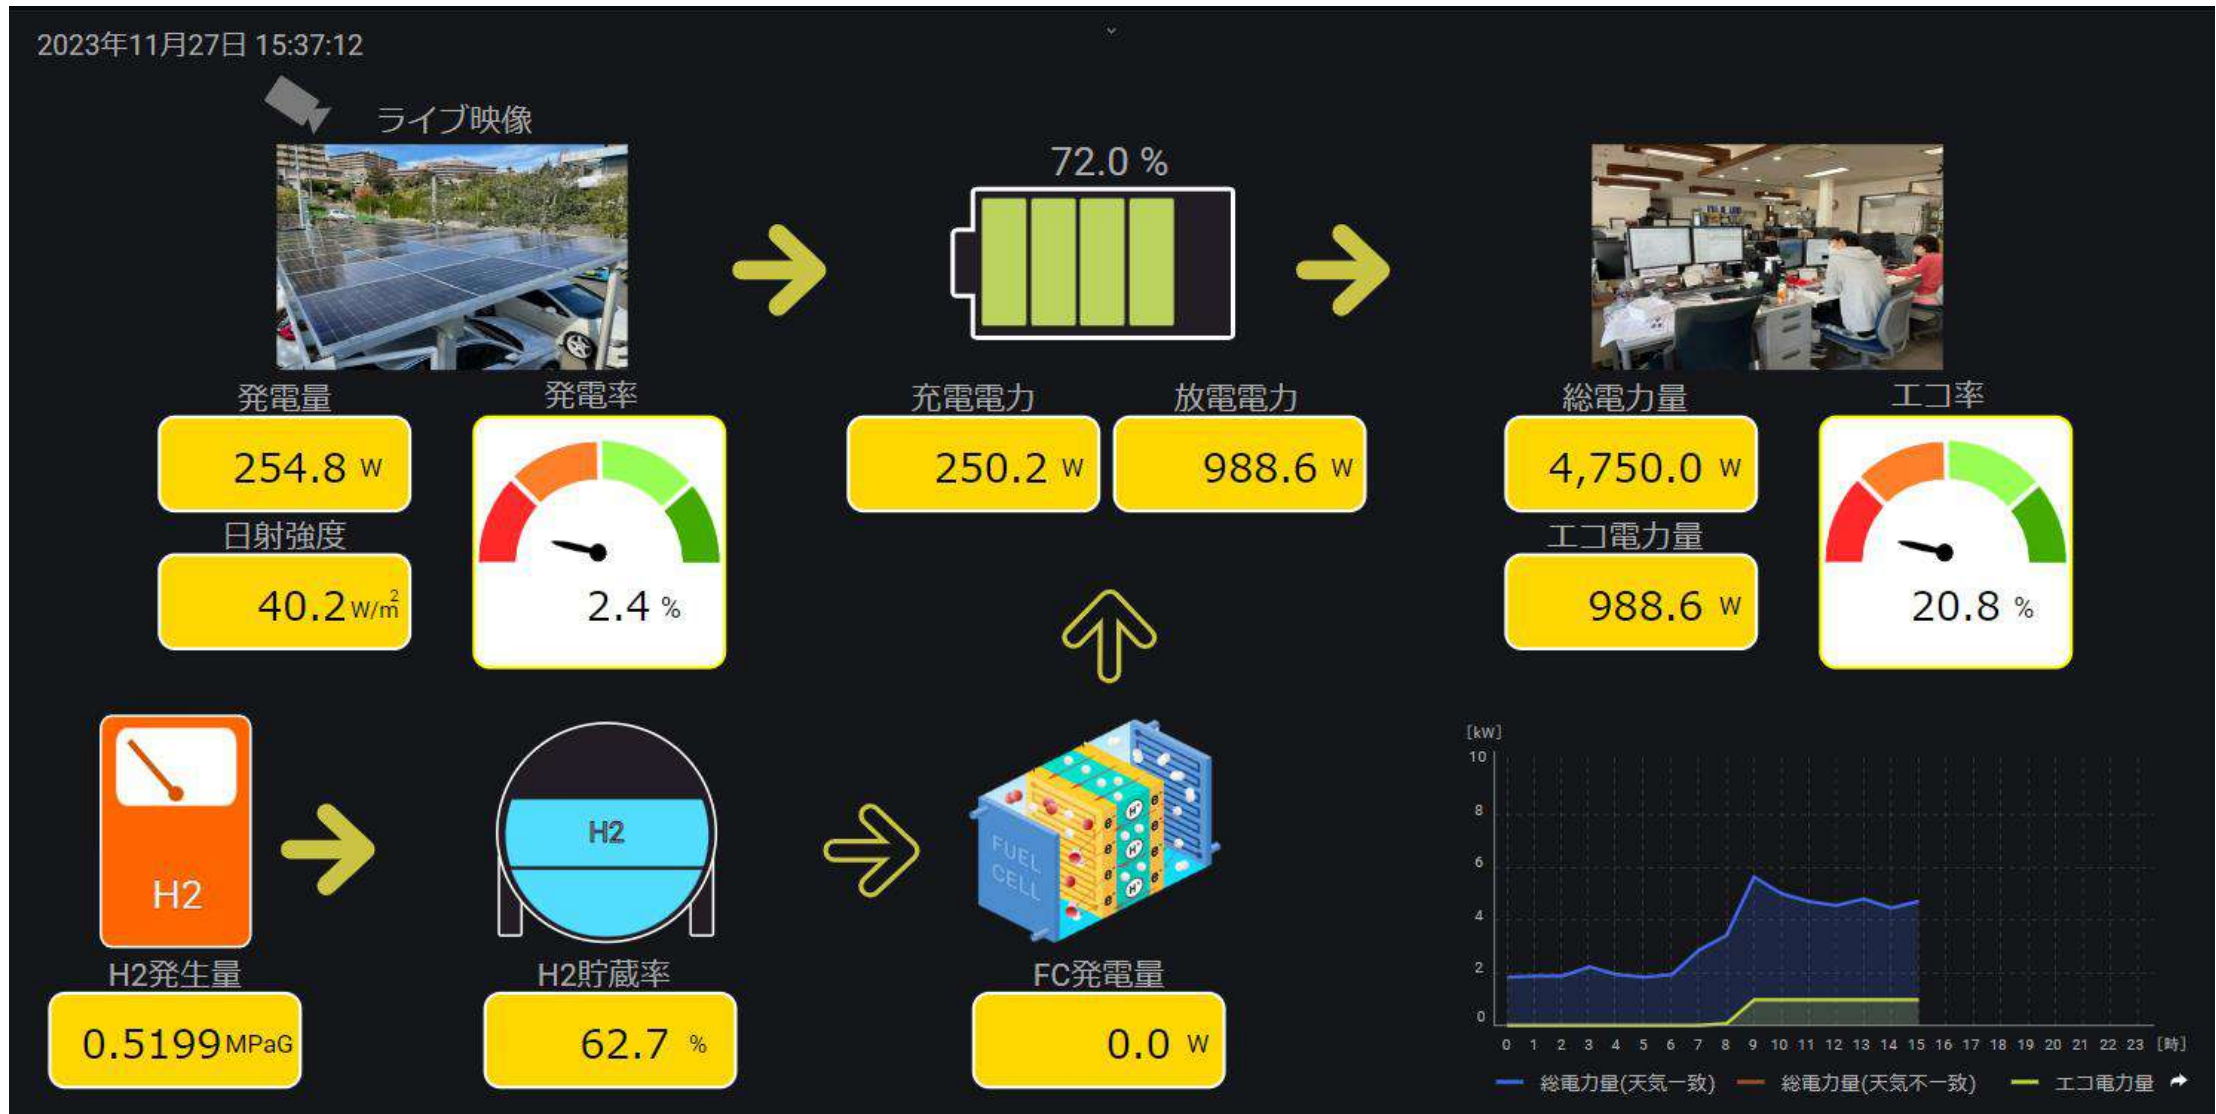 2023年11月27日 15:37:12
ライブ映像
72.0 %
発電量
発電率
充電電力
放電電力
総電力量
エコ率
254.8 W
250.2 W
988.6 W
4,750.0 W
日射強度
エコ電力量
40.2 W/m²
2.4 %
988.6 W
20.8 %
H2
H2
FUEL CELL
e⁻ H⁺ e⁻
e⁻ H⁺ e⁻
e⁻ H⁺ e⁻
H2発生量
H2貯蔵率
FC発電量
0.5199 MPaG
62.7 %
0.0 W
[kW]
10
8
6
4
2
0
0 1 2 3 4 5 6 7 8 9 10 11 12 13 14 15 16 17 18 19 20 21 22 23 [時]
総電力量(天気一致) 総電力量(天気不一致) エコ電力量